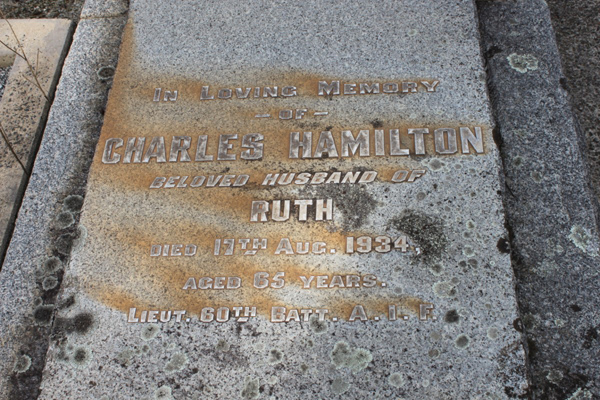 In Loving Memory
— OF —
CHARLES HAMILTON
BELOVED HUSBAND OF
RUTH
DIED 17TH AUG. 1934.
AGED 65 YEARS.
LIEUT. 60TH BATT. A. I. F.